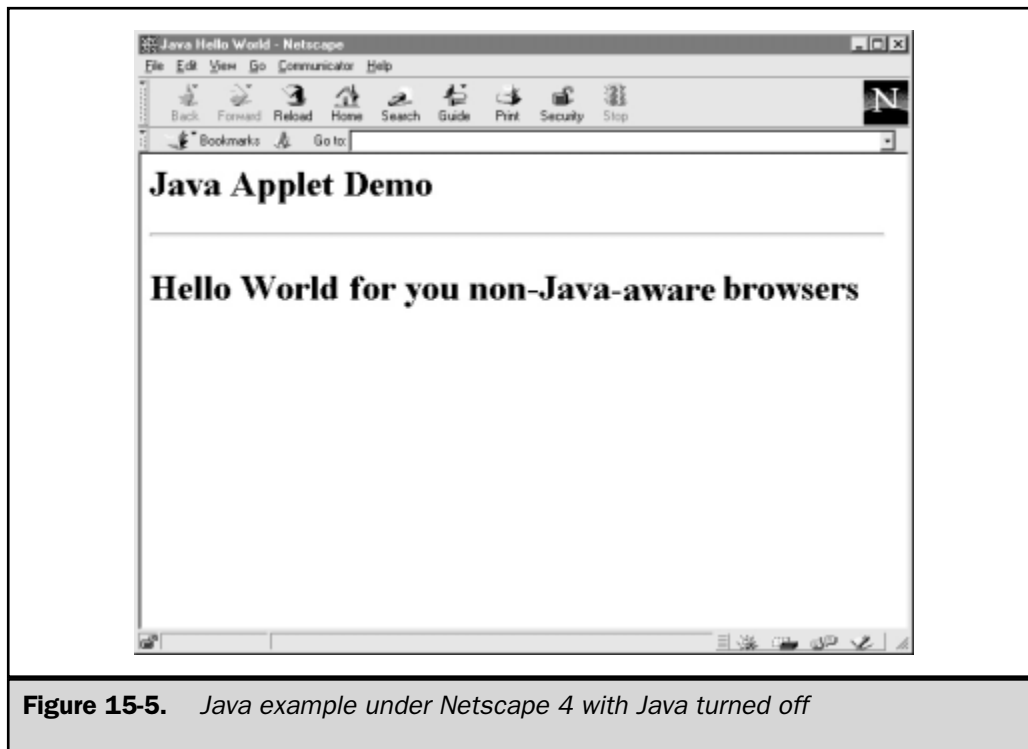 Java Hello World - Netscape
File Edit View Go Communicator Help
Back Forward Reload Home Search Guide Print Security Stop
N
Bookmarks Go to:
Java Applet Demo
Hello World for you non-Java-aware browsers
Figure 15-5. Java example under Netscape 4 with Java turned off